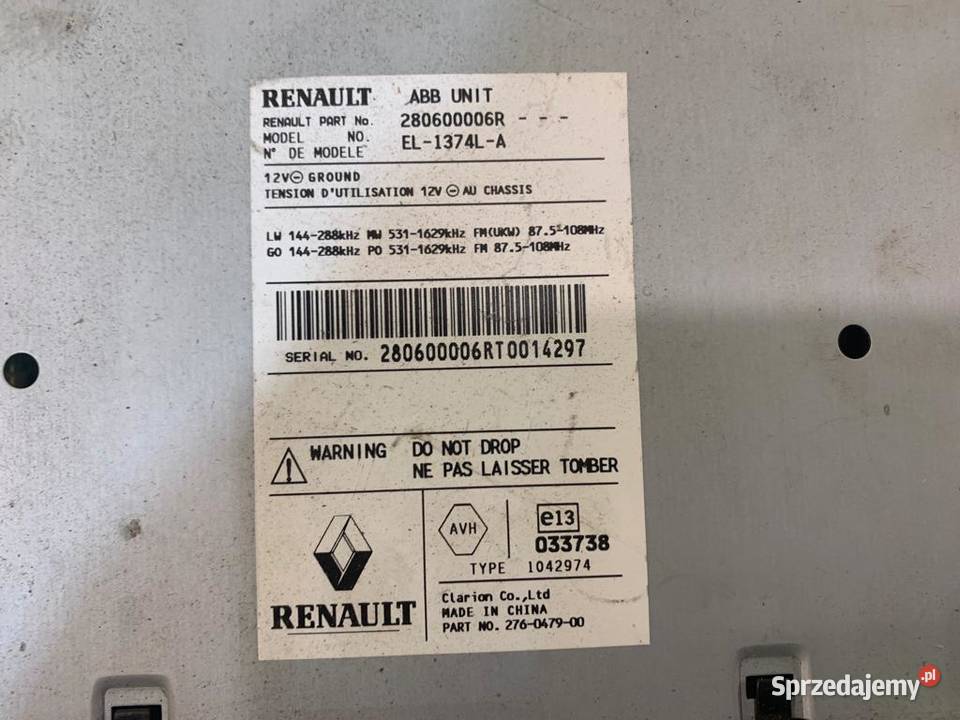 RENAULT ABB UNIT
RENAULT PART No. 280600006R - - -
MODEL NO. EL-1374L-A
N° DE MODELE
12V⊖ GROUND
TENSION D'UTILISATION 12V ⊖ AU CHASSIS
LW 144-288kHz MW 531-1629kHz FM(UKW) 87.5-108MHz
GO 144-288kHz PO 531-1629kHz FM 87.5-108MHz
SERIAL NO. 280600006RT0014297
WARNING DO NOT DROP
NE PAS LAISSER TOMBER
AVH e13
033738
TYPE 1042974
RENAULT
Clarion Co.,Ltd
MADE IN CHINA
PART NO. 276-0479-00
Sprzedajemy.pl